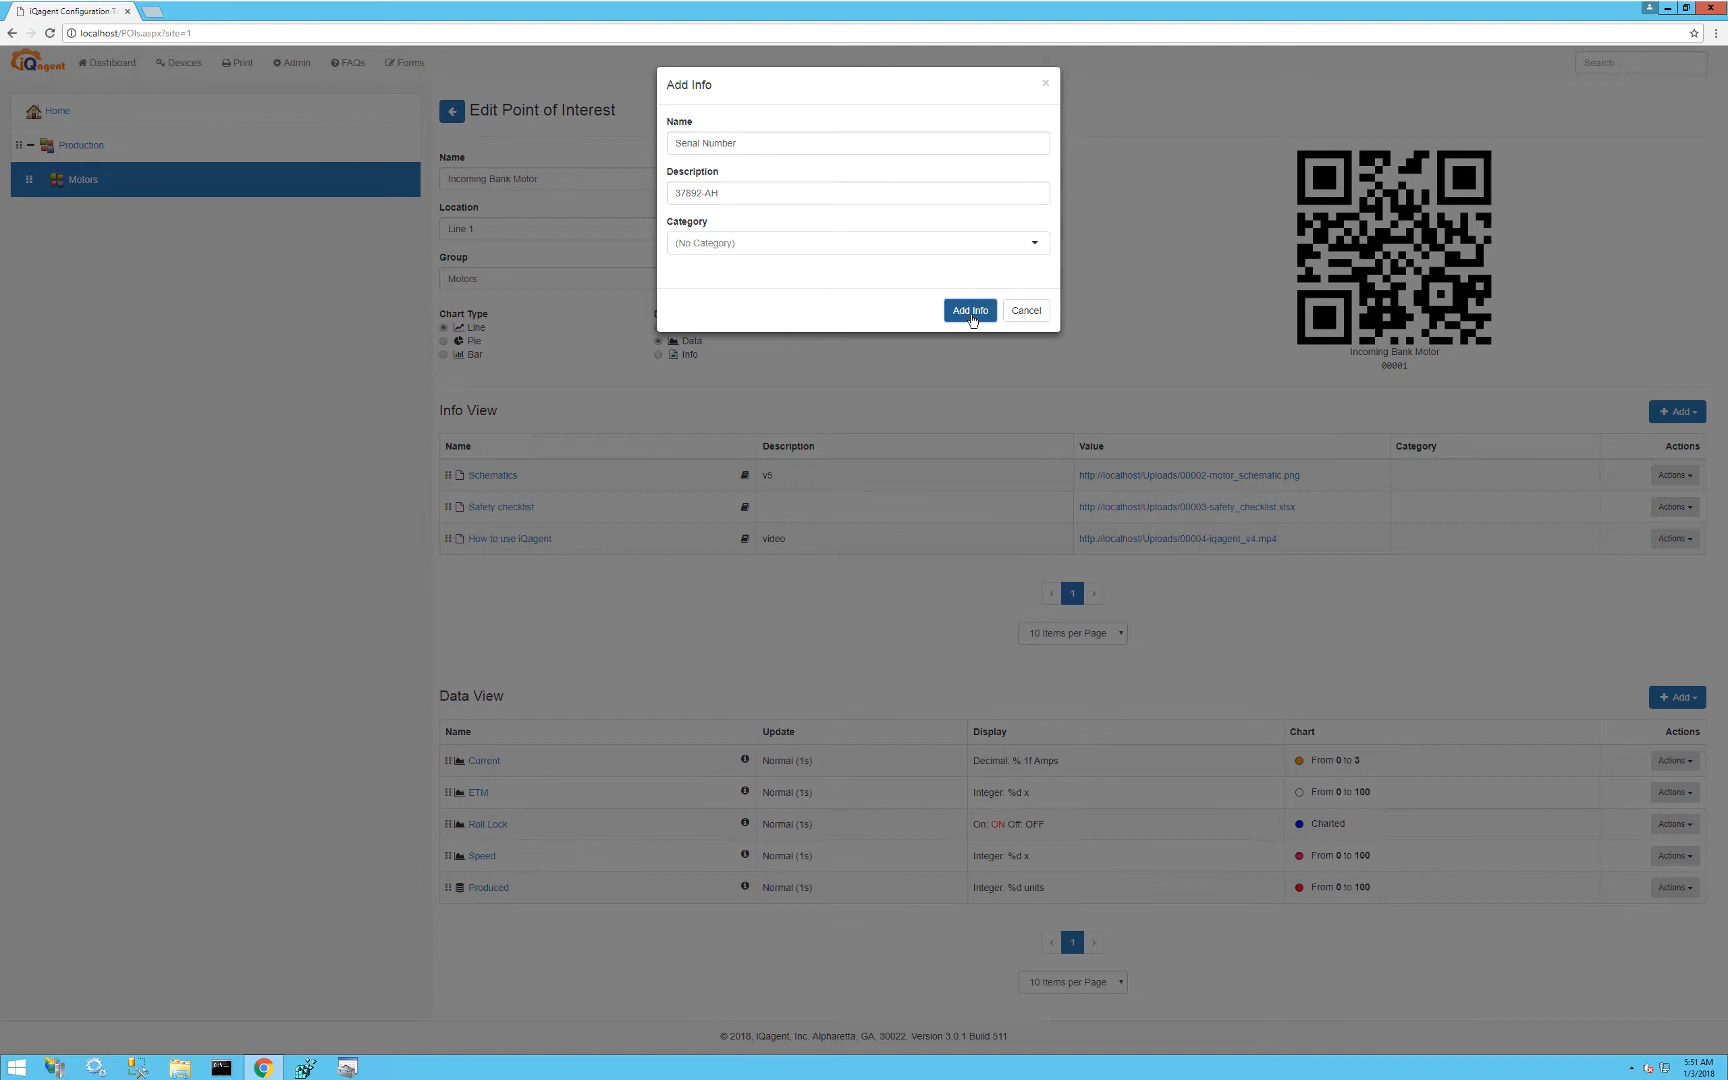 iQagent Configuration T
localhost/POIs.aspx?site=1
iQagent
Dashboard
Devices
Print
Admin
FAQs
Forms
Search
Home
Production
Motors
Edit Point of Interest
Name
Incoming Bank Motor
Location
Line 1
Group
Motors
Chart Type
Line
Pie
Bar
D
Data
Info
Add Info
×
Name
Serial Number
Description
37892-AH
Category
(No Category)
Add Info
Cancel
Incoming Bank Motor
00001
Info View
Add
Name
Description
Value
Category
Actions
Schematics
v5
http://localhost/Uploads/00002-motor_schematic.png
Actions
Safety checklist
http://localhost/Uploads/00003-safety_checklist.xlsx
Actions
How to use iQagent
video
http://localhost/Uploads/00004-iqagent_v4.mp4
Actions
‹ 1 ›
10 Items per Page
Data View
Add
Name
Update
Display
Chart
Actions
Current
Normal (1s)
Decimal: %.1f Amps
From 0 to 3
Actions
ETM
Normal (1s)
Integer: %d x
From 0 to 100
Actions
Roll Lock
Normal (1s)
On: ON Off: OFF
Charted
Actions
Speed
Normal (1s)
Integer: %d x
From 0 to 100
Actions
Produced
Normal (1s)
Integer: %d units
From 0 to 100
Actions
‹ 1 ›
10 Items per Page
© 2018, iQagent, Inc. Alpharetta, GA, 30022. Version 3.0.1 Build 511
5:51 AM
1/3/2018